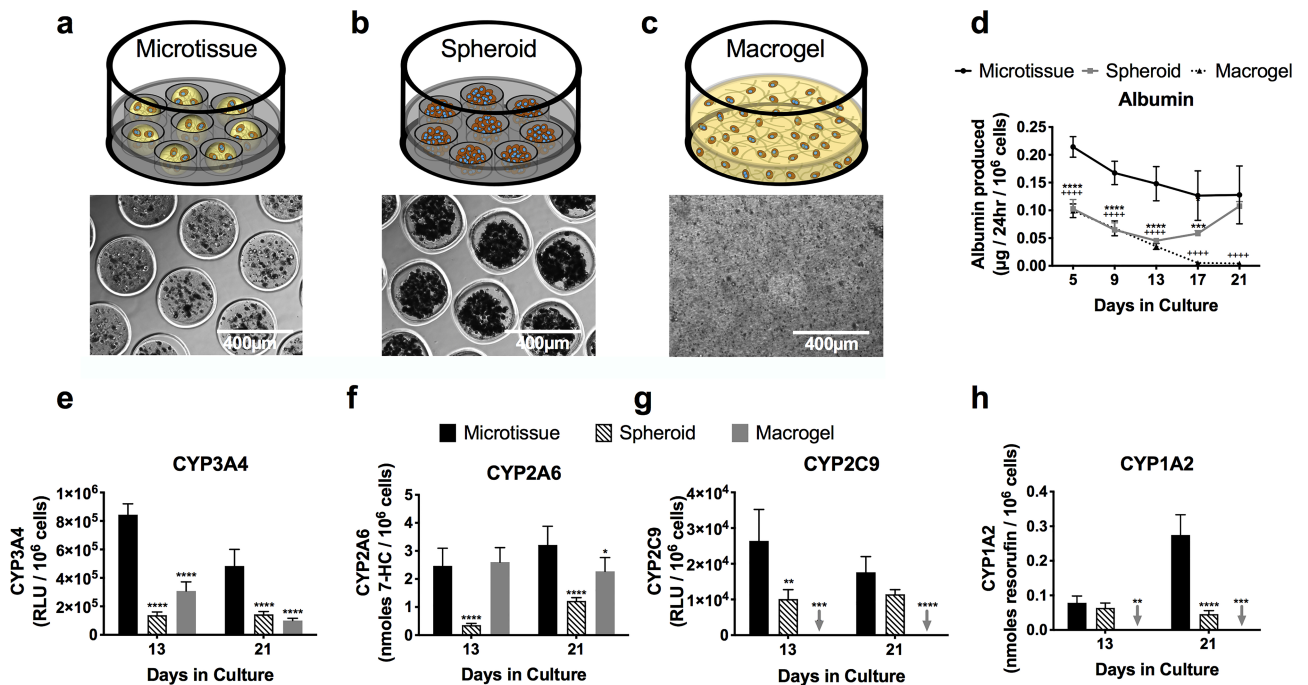 a
Microtissue
400µm
b
Spheroid
400µm
c
Macrogel
400µm
d
Microtissue Spheroid Macrogel
Albumin
Albumin produced
(µg / 24hr / 10⁶ cells)
0.25
0.20
0.15
0.10
0.05
0.00
****
++++
****
++++
****
++++
***
++++
++++
5 9 13 17 21
Days in Culture
Microtissue Spheroid Macrogel
e
CYP3A4
CYP3A4
(RLU / 10⁶ cells)
1×10⁶
8×10⁵
6×10⁵
4×10⁵
2×10⁵
0
****
****
****
****
13 21
Days in Culture
f
CYP2A6
CYP2A6
(nmoles 7-HC / 10⁶ cells)
5
4
3
2
1
0
****
****
*
13 21
Days in Culture
g
CYP2C9
CYP2C9
(RLU / 10⁶ cells)
4×10⁴
3×10⁴
2×10⁴
1×10⁴
0
**
***
****
13 21
Days in Culture
h
CYP1A2
CYP1A2
(nmoles resorufin / 10⁶ cells)
0.4
0.3
0.2
0.1
0.0
**
****
***
13 21
Days in Culture